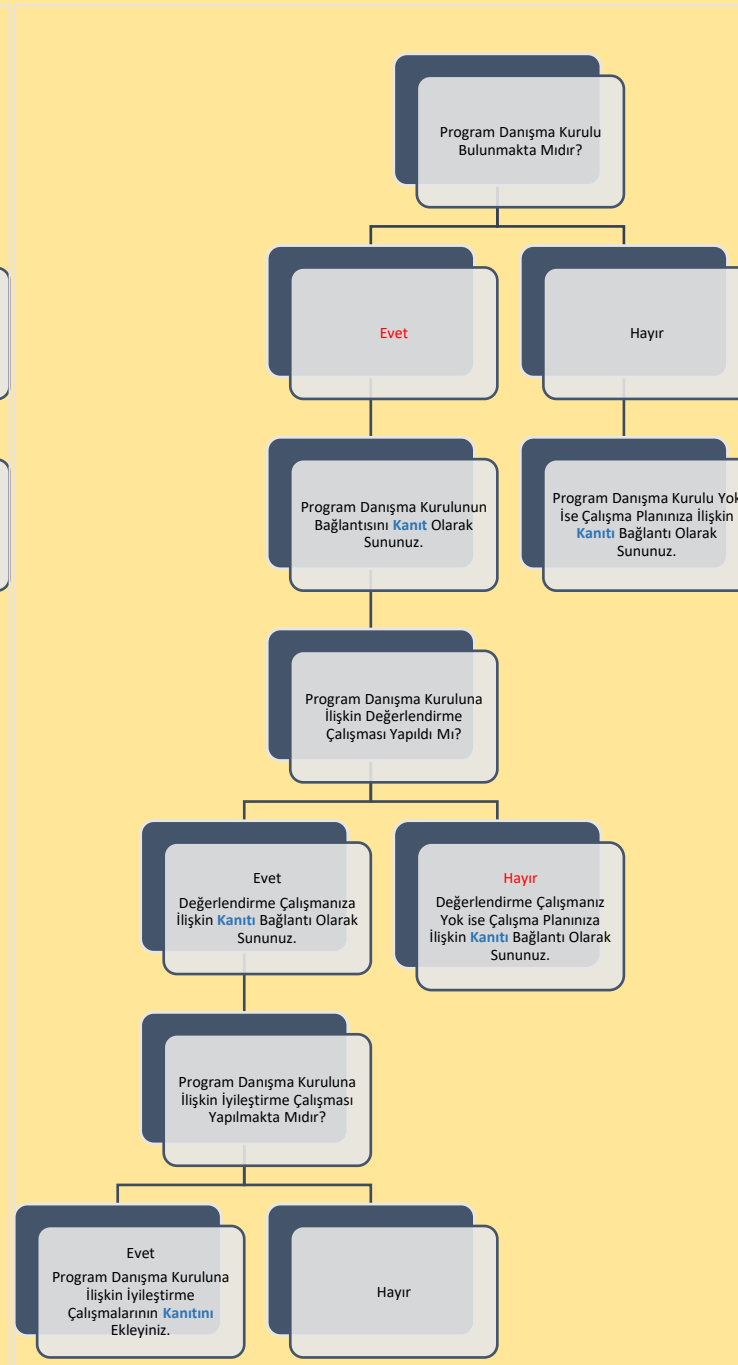 Program Danışma Kurulu
Bulunmakta Mıdır?
Evet
Hayır
Program Danışma Kurulunun
Bağlantısını Kanıt Olarak
Sununuz.
Program Danışma Kurulu Yok
İse Çalışma Planınıza İlişkin
Kanıtı Bağlantı Olarak
Sununuz.
Program Danışma Kuruluna
İlişkin Değerlendirme
Çalışması Yapıldı Mı?
Evet
Değerlendirme Çalışmanıza
İlişkin Kanıtı Bağlantı Olarak
Sununuz.
Hayır
Değerlendirme Çalışmanız
Yok ise Çalışma Planınıza
İlişkin Kanıtı Bağlantı Olarak
Sununuz.
Program Danışma Kuruluna
İlişkin İyileştirme Çalışması
Yapılmakta Mıdır?
Evet
Program Danışma Kuruluna
İlişkin İyileştirme
Çalışmalarının Kanıtını
Ekleyiniz.
Hayır